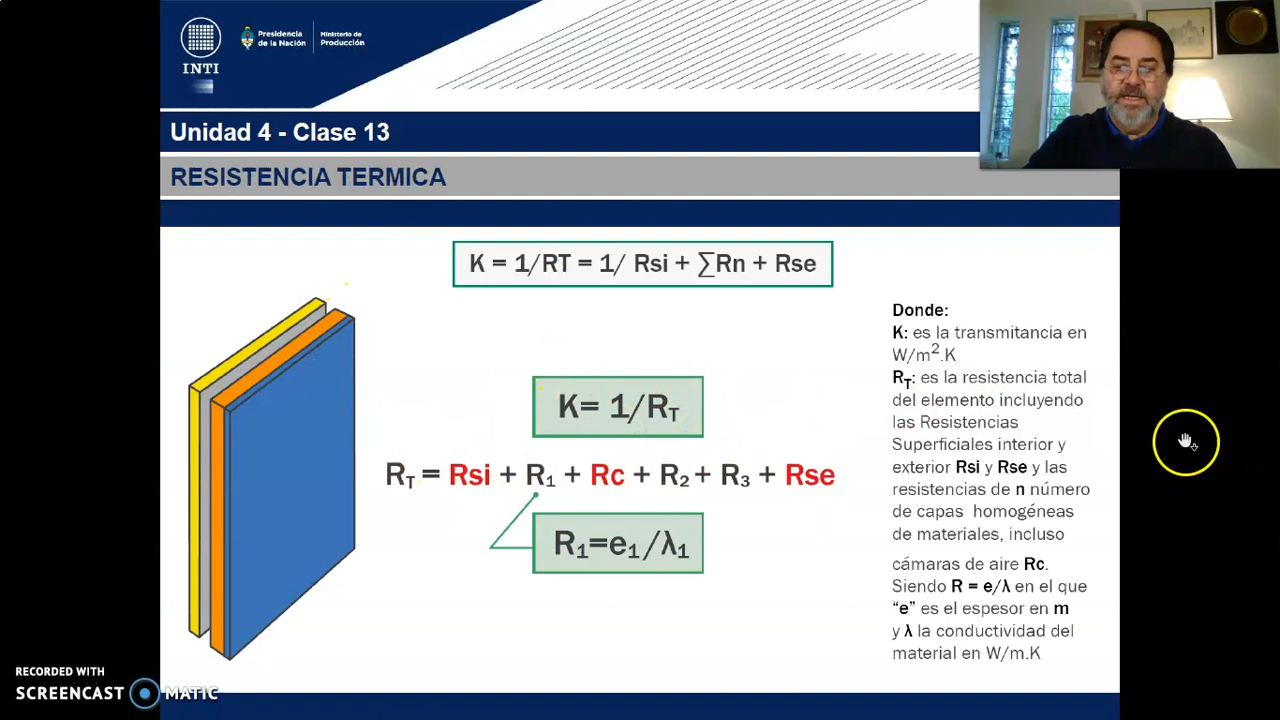 INTI
Presidencia
de la Nación
Ministerio de
Producción
Unidad 4 - Clase 13
RESISTENCIA TERMICA
K = 1/RT = 1/ Rsi + ∑Rn + Rse
K= 1/R_T
R_T = Rsi + R₁ + Rc + R₂ + R₃ + Rse
R₁=e₁/λ₁
Donde:
K: es la transmitancia en
W/m².K
R_T: es la resistencia total
del elemento incluyendo
las Resistencias
Superficiales interior y
exterior Rsi y Rse y las
resistencias de n número
de capas homogéneas
de materiales, incluso
cámaras de aire Rc.
Siendo R = e/λ en el que
“e” es el espesor en m
y λ la conductividad del
material en W/m.K
RECORDED WITH
SCREENCAST MATIC